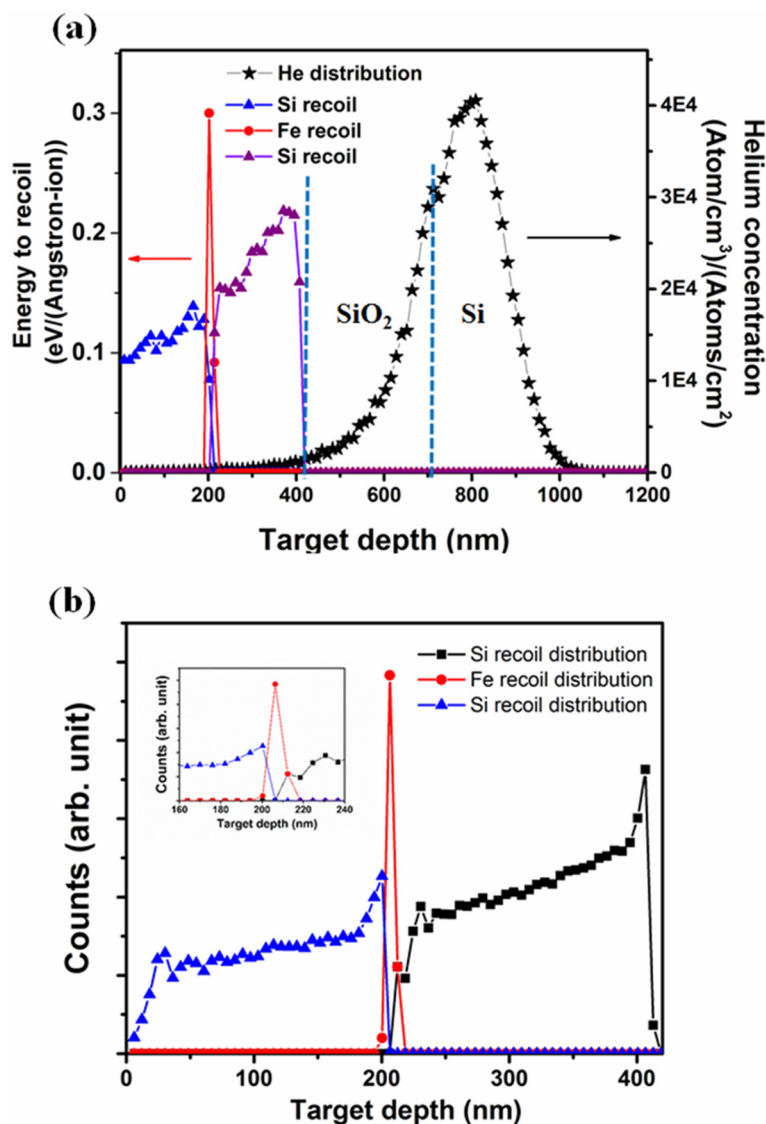 (a)
He distribution
Si recoil
Fe recoil
Si recoil
Energy to recoil
(eV/(Angstron-ion))
0.3
0.2
0.1
0.0
SiO2
Si
4E4
3E4
2E4
1E4
0
Helium concentration
(Atom/cm3)/(Atoms/cm2)
0 200 400 600 800 1000 1200
Target depth (nm)
(b)
Si recoil distribution
Fe recoil distribution
Si recoil distribution
Counts (arb. unit)
Counts (arb. unit)
160 180 200 220 240
Target depth (nm)
0 100 200 300 400
Target depth (nm)